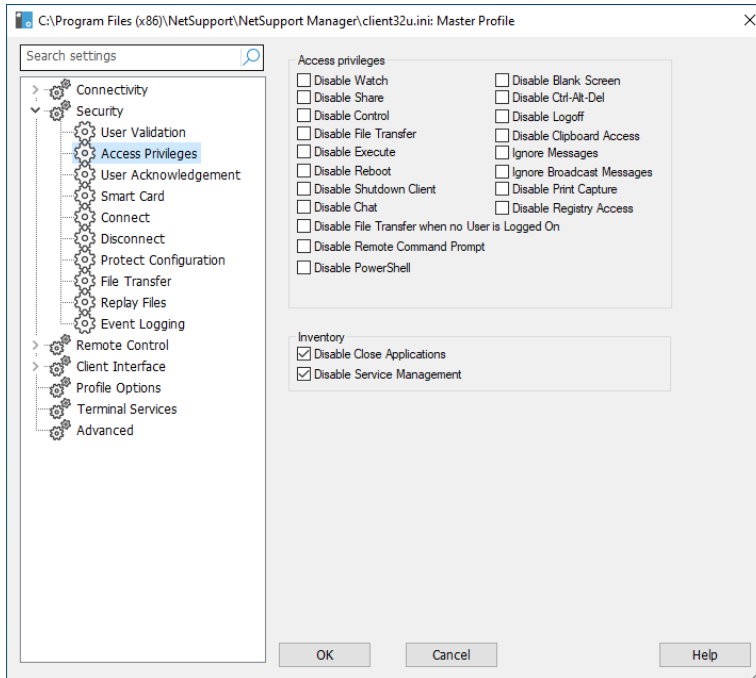 C:\Program Files (x86)\NetSupport\NetSupport Manager\client32u.ini: Master Profile
Search settings
Connectivity
Security
User Validation
Access Privileges
User Acknowledgement
Smart Card
Connect
Disconnect
Protect Configuration
File Transfer
Replay Files
Event Logging
Remote Control
Client Interface
Profile Options
Terminal Services
Advanced
Access privileges
Disable Watch
Disable Share
Disable Control
Disable File Transfer
Disable Execute
Disable Reboot
Disable Shutdown Client
Disable Chat
Disable File Transfer when no User is Logged On
Disable Remote Command Prompt
Disable PowerShell
Disable Blank Screen
Disable Ctrl-Alt-Del
Disable Logoff
Disable Clipboard Access
Ignore Messages
Ignore Broadcast Messages
Disable Print Capture
Disable Registry Access
Inventory
Disable Close Applications
Disable Service Management
OK
Cancel
Help